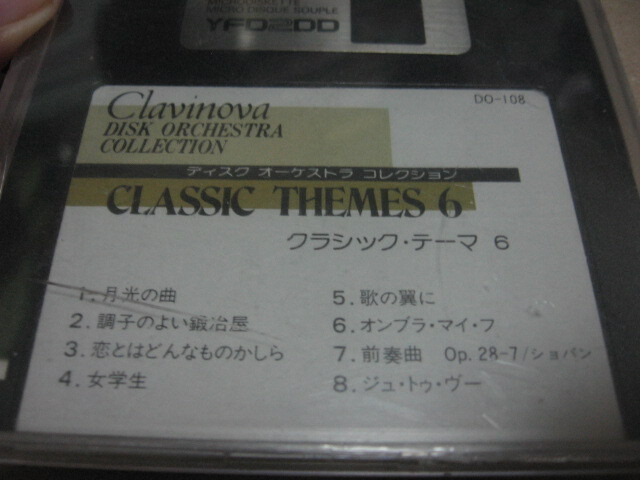 MICRODISKETTE
MICRO DISQUE SOUPLE
YFD2DD
DO-108
Clavinova
DISK ORCHESTRA
COLLECTION
ディスク オーケストラ コレクション
CLASSIC THEMES 6
クラシック・テーマ 6
1. 月光の曲
2. 調子のよい鍛冶屋
3. 恋とはどんなものかしら
4. 女学生
5. 歌の翼に
6. オンブラ・マイ・フ
7. 前奏曲 Op. 28-7/ショパン
8. ジュ・トゥ・ヴー